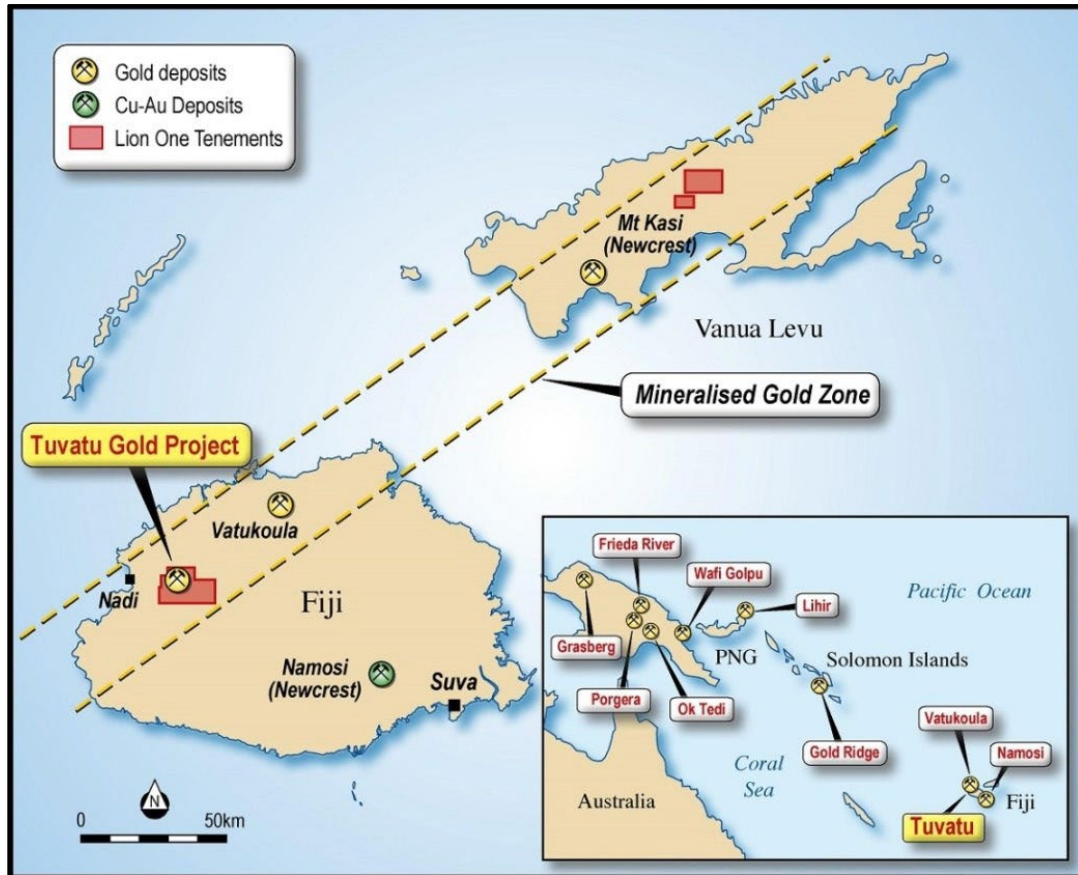 Gold deposits
Cu-Au Deposits
Lion One Tenements
Mt Kasi
(Newcrest)
Vanua Levu
Mineralised Gold Zone
Tuvatu Gold Project
Vatukoula
Nadi
Fiji
Namosi
(Newcrest)
Suva
N
0
50km
Frieda River
Wafi Golpu
Lihir
Pacific Ocean
Grasberg
PNG
Solomon Islands
Porgera
Ok Tedi
Gold Ridge
Vatukoula
Namosi
Coral
Sea
Australia
Fiji
Tuvatu